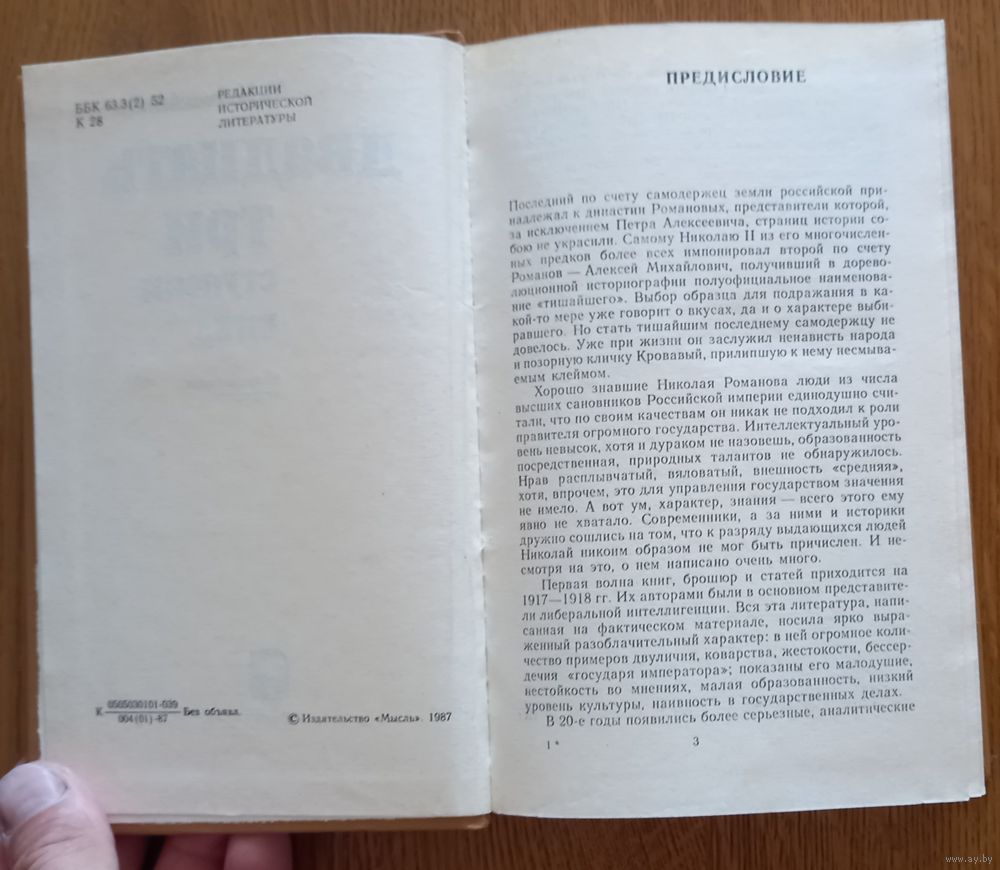 ББК 63.3(2) 52
К 28
РЕДАКЦИИ
ИСТОРИЧЕСКОЙ
ЛИТЕРАТУРЫ
ДВАДЦАТЬ
ТРИ
СТУПЕНИ
К 0505030101-039
004(01)-87 Без объявл.
© Издательство «Мысль». 1987
ПРЕДИСЛОВИЕ
Последний по счету самодержец земли российской при-
надлежал к династии Романовых, представители которой,
за исключением Петра Алексеевича, страниц истории со-
бою не украсили. Самому Николаю II из его многочислен-
ных предков более всех импонировал второй по счету
Романов — Алексей Михайлович, получивший в дорево-
люционной историографии полуофициальное наименова-
ние «тишайшего». Выбор образца для подражания в ка-
кой-то мере уже говорит о вкусах, да и о характере выби-
равшего. Но стать тишайшим последнему самодержцу не
довелось. Уже при жизни он заслужил ненависть народа
и позорную кличку Кровавый, прилипшую к нему несмыва-
емым клеймом.
Хорошо знавшие Николая Романова люди из числа
высших сановников Российской империи единодушно счи-
тали, что по своим качествам он никак не подходил к роли
правителя огромного государства. Интеллектуальный уро-
вень невысок, хотя и дураком не назовешь, образованность
посредственная, природных талантов не обнаружилось.
Нрав расплывчатый, вяловатый, внешность «средняя»,
хотя, впрочем, это для управления государством значения
не имело. А вот ум, характер, знания — всего этого ему
явно не хватало. Современники, а за ними и историки
дружно сошлись на том, что к разряду выдающихся людей
Николай никоим образом не мог быть причислен. И не-
смотря на это, о нем написано очень много.
Первая волна книг, брошюр и статей приходится на
1917—1918 гг. Их авторами были в основном представите-
ли либеральной интеллигенции. Вся эта литература, напи-
санная на фактическом материале, носила ярко выра-
женный разоблачительный характер: в ней огромное коли-
чество примеров двуличия, коварства, жестокости, бессер-
дечия «государя императора»; показаны его малодушие,
нестойкость во мнениях, малая образованность, низкий
уровень культуры, наивность в государственных делах.
В 20-е годы появились более серьезные, аналитические
1*
3
www.ay.by